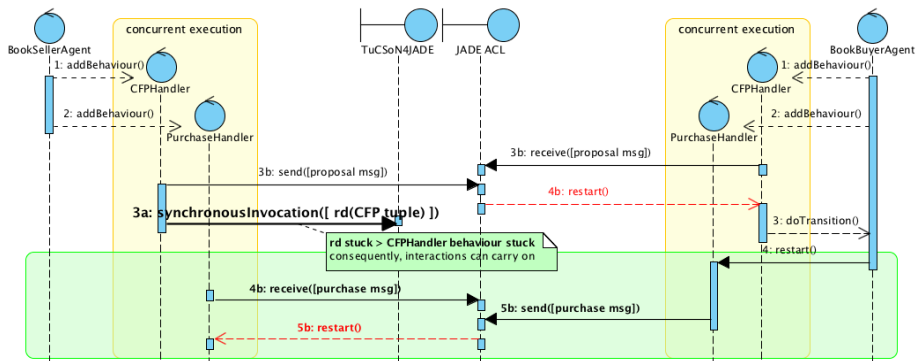 concurrent execution
concurrent execution
BookSellerAgent
TuCSoN4JADE
JADE ACL
BookBuyerAgent
1: addBehaviour()
1: addBehaviour()
CFPHandler
CFPHandler
2: addBehaviour()
2: addBehaviour()
PurchaseHandler
PurchaseHandler
3b: receive([proposal msg])
3b: send([proposal msg])
4b: restart()
3a: synchronousInvocation([ rd(CFP tuple) ])
3: doTransition()
rd stuck > CFPHandler behaviour stuck
consequently, interactions can carry on
4: restart()
4b: receive([purchase msg])
5b: send([purchase msg])
5b: restart()